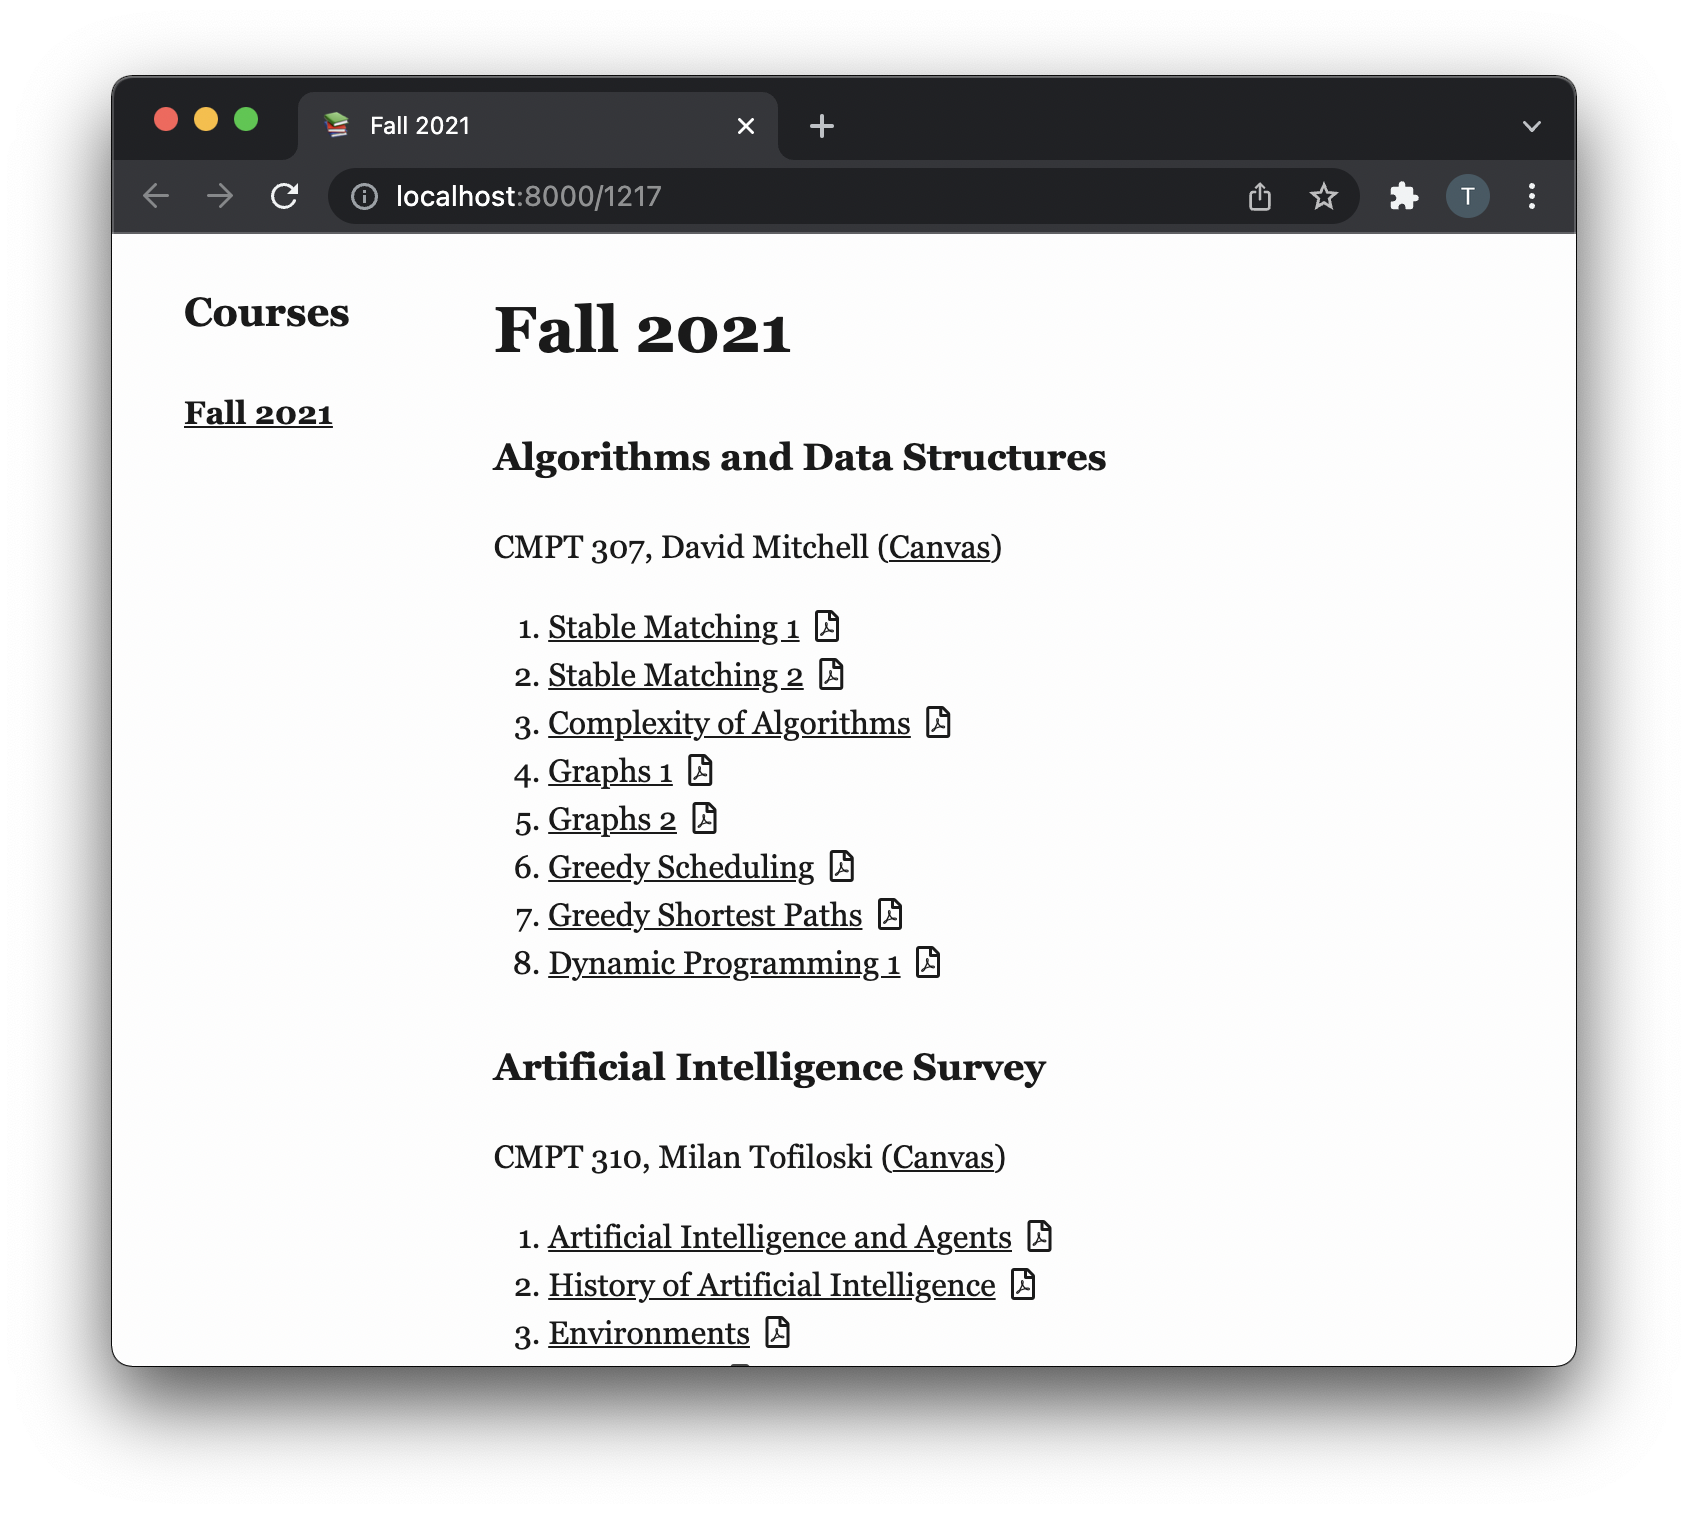 Fall 2021
localhost:8000/1217
T
Courses
Fall 2021
Fall 2021
Algorithms and Data Structures
CMPT 307, David Mitchell (Canvas)
1. Stable Matching 1
2. Stable Matching 2
3. Complexity of Algorithms
4. Graphs 1
5. Graphs 2
6. Greedy Scheduling
7. Greedy Shortest Paths
8. Dynamic Programming 1
Artificial Intelligence Survey
CMPT 310, Milan Tofiloski (Canvas)
1. Artificial Intelligence and Agents
2. History of Artificial Intelligence
3. Environments